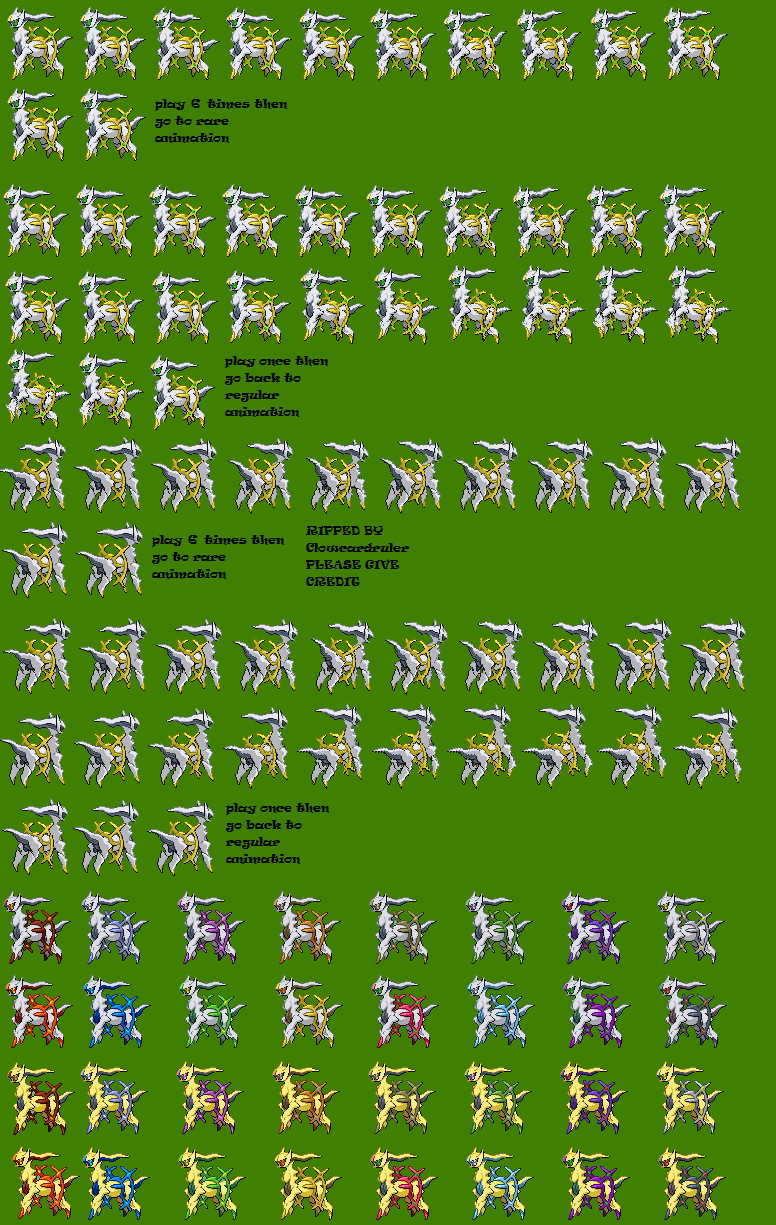 play 6 times then
go to rare
animation
play once then
go back to
regular
animation
play 6 times then
go to rare
animation
RIPPED BY
Clowcardruler
PLEASE GIVE
CREDIT
play once then
go back to
regular
animation